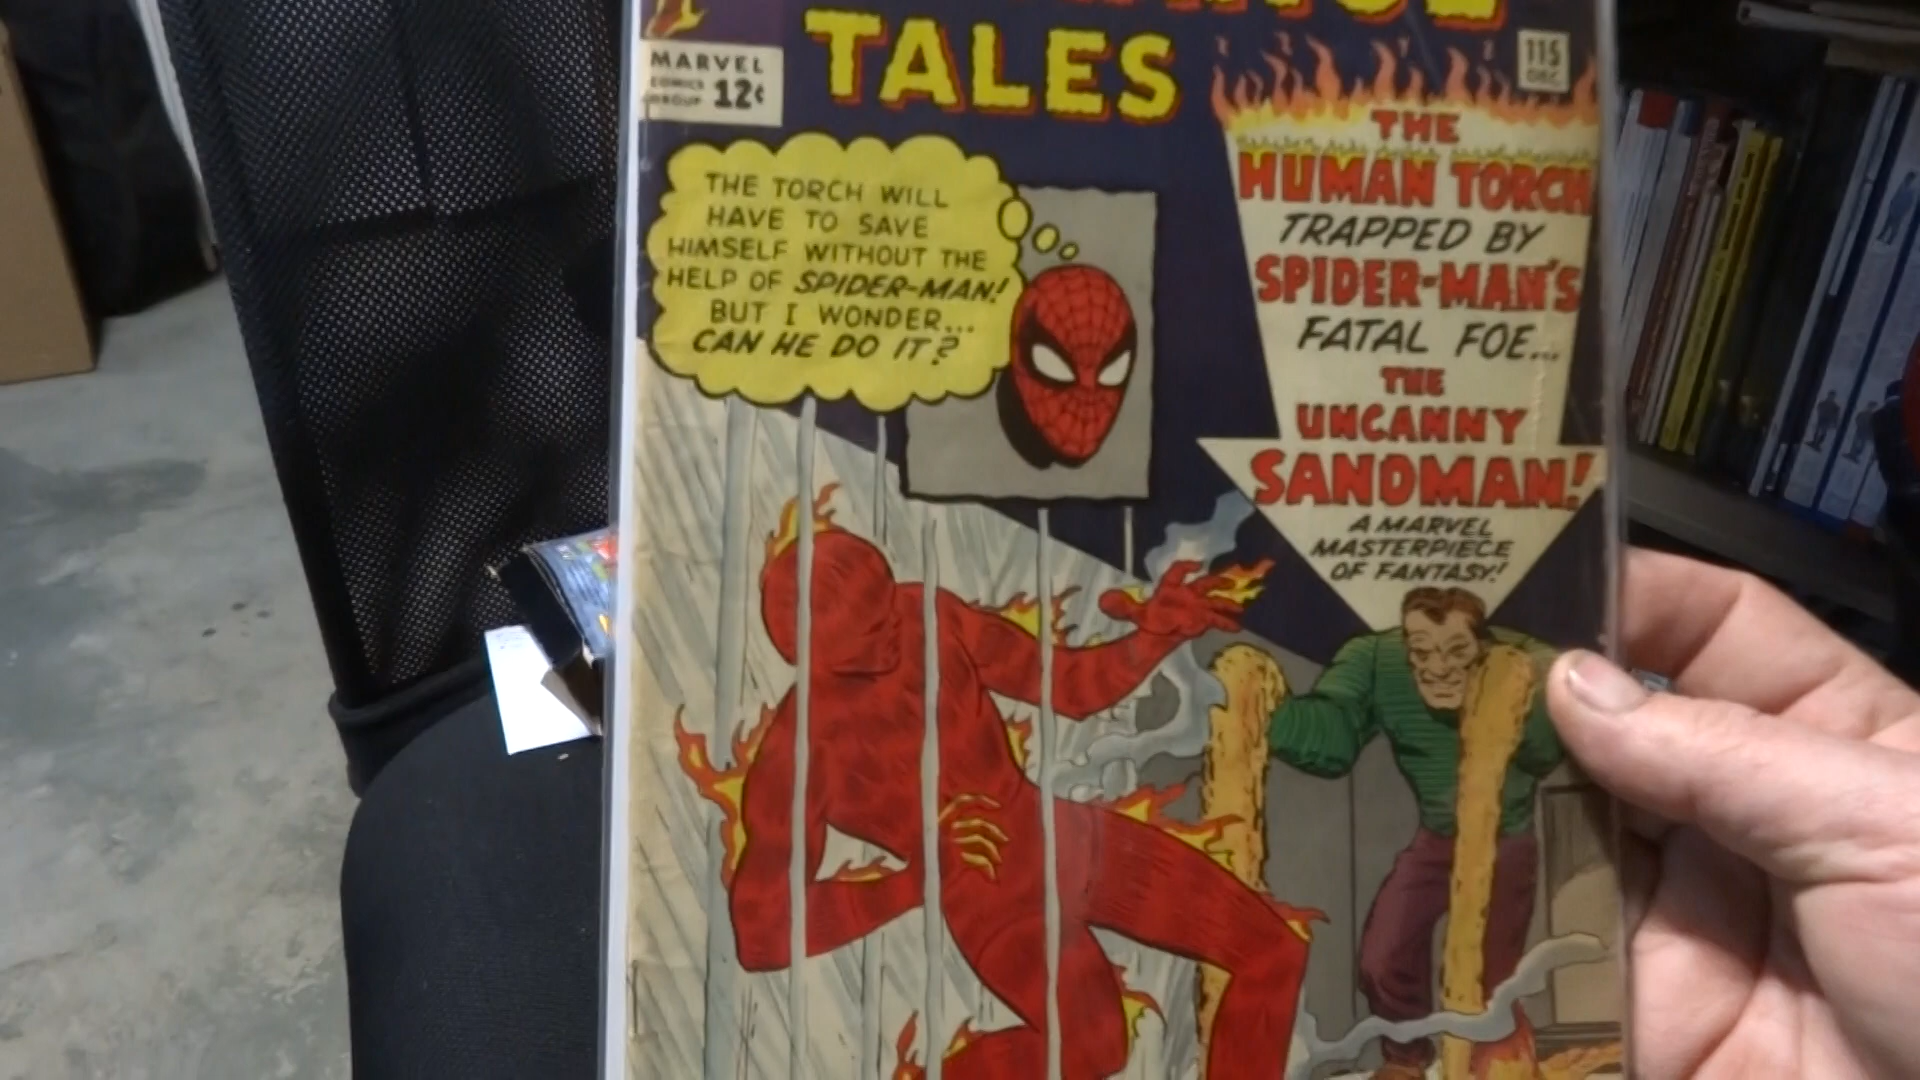 TALES
MARVEL
COMICS
GROUP 12¢
115
DEC.
THE TORCH WILL
HAVE TO SAVE
HIMSELF WITHOUT THE
HELP OF SPIDER-MAN!
BUT I WONDER...
CAN HE DO IT?
THE
HUMAN TORCH
TRAPPED BY
SPIDER-MAN'S
FATAL FOE...
THE
UNCANNY
SANDMAN!
A MARVEL
MASTERPIECE
OF FANTASY!